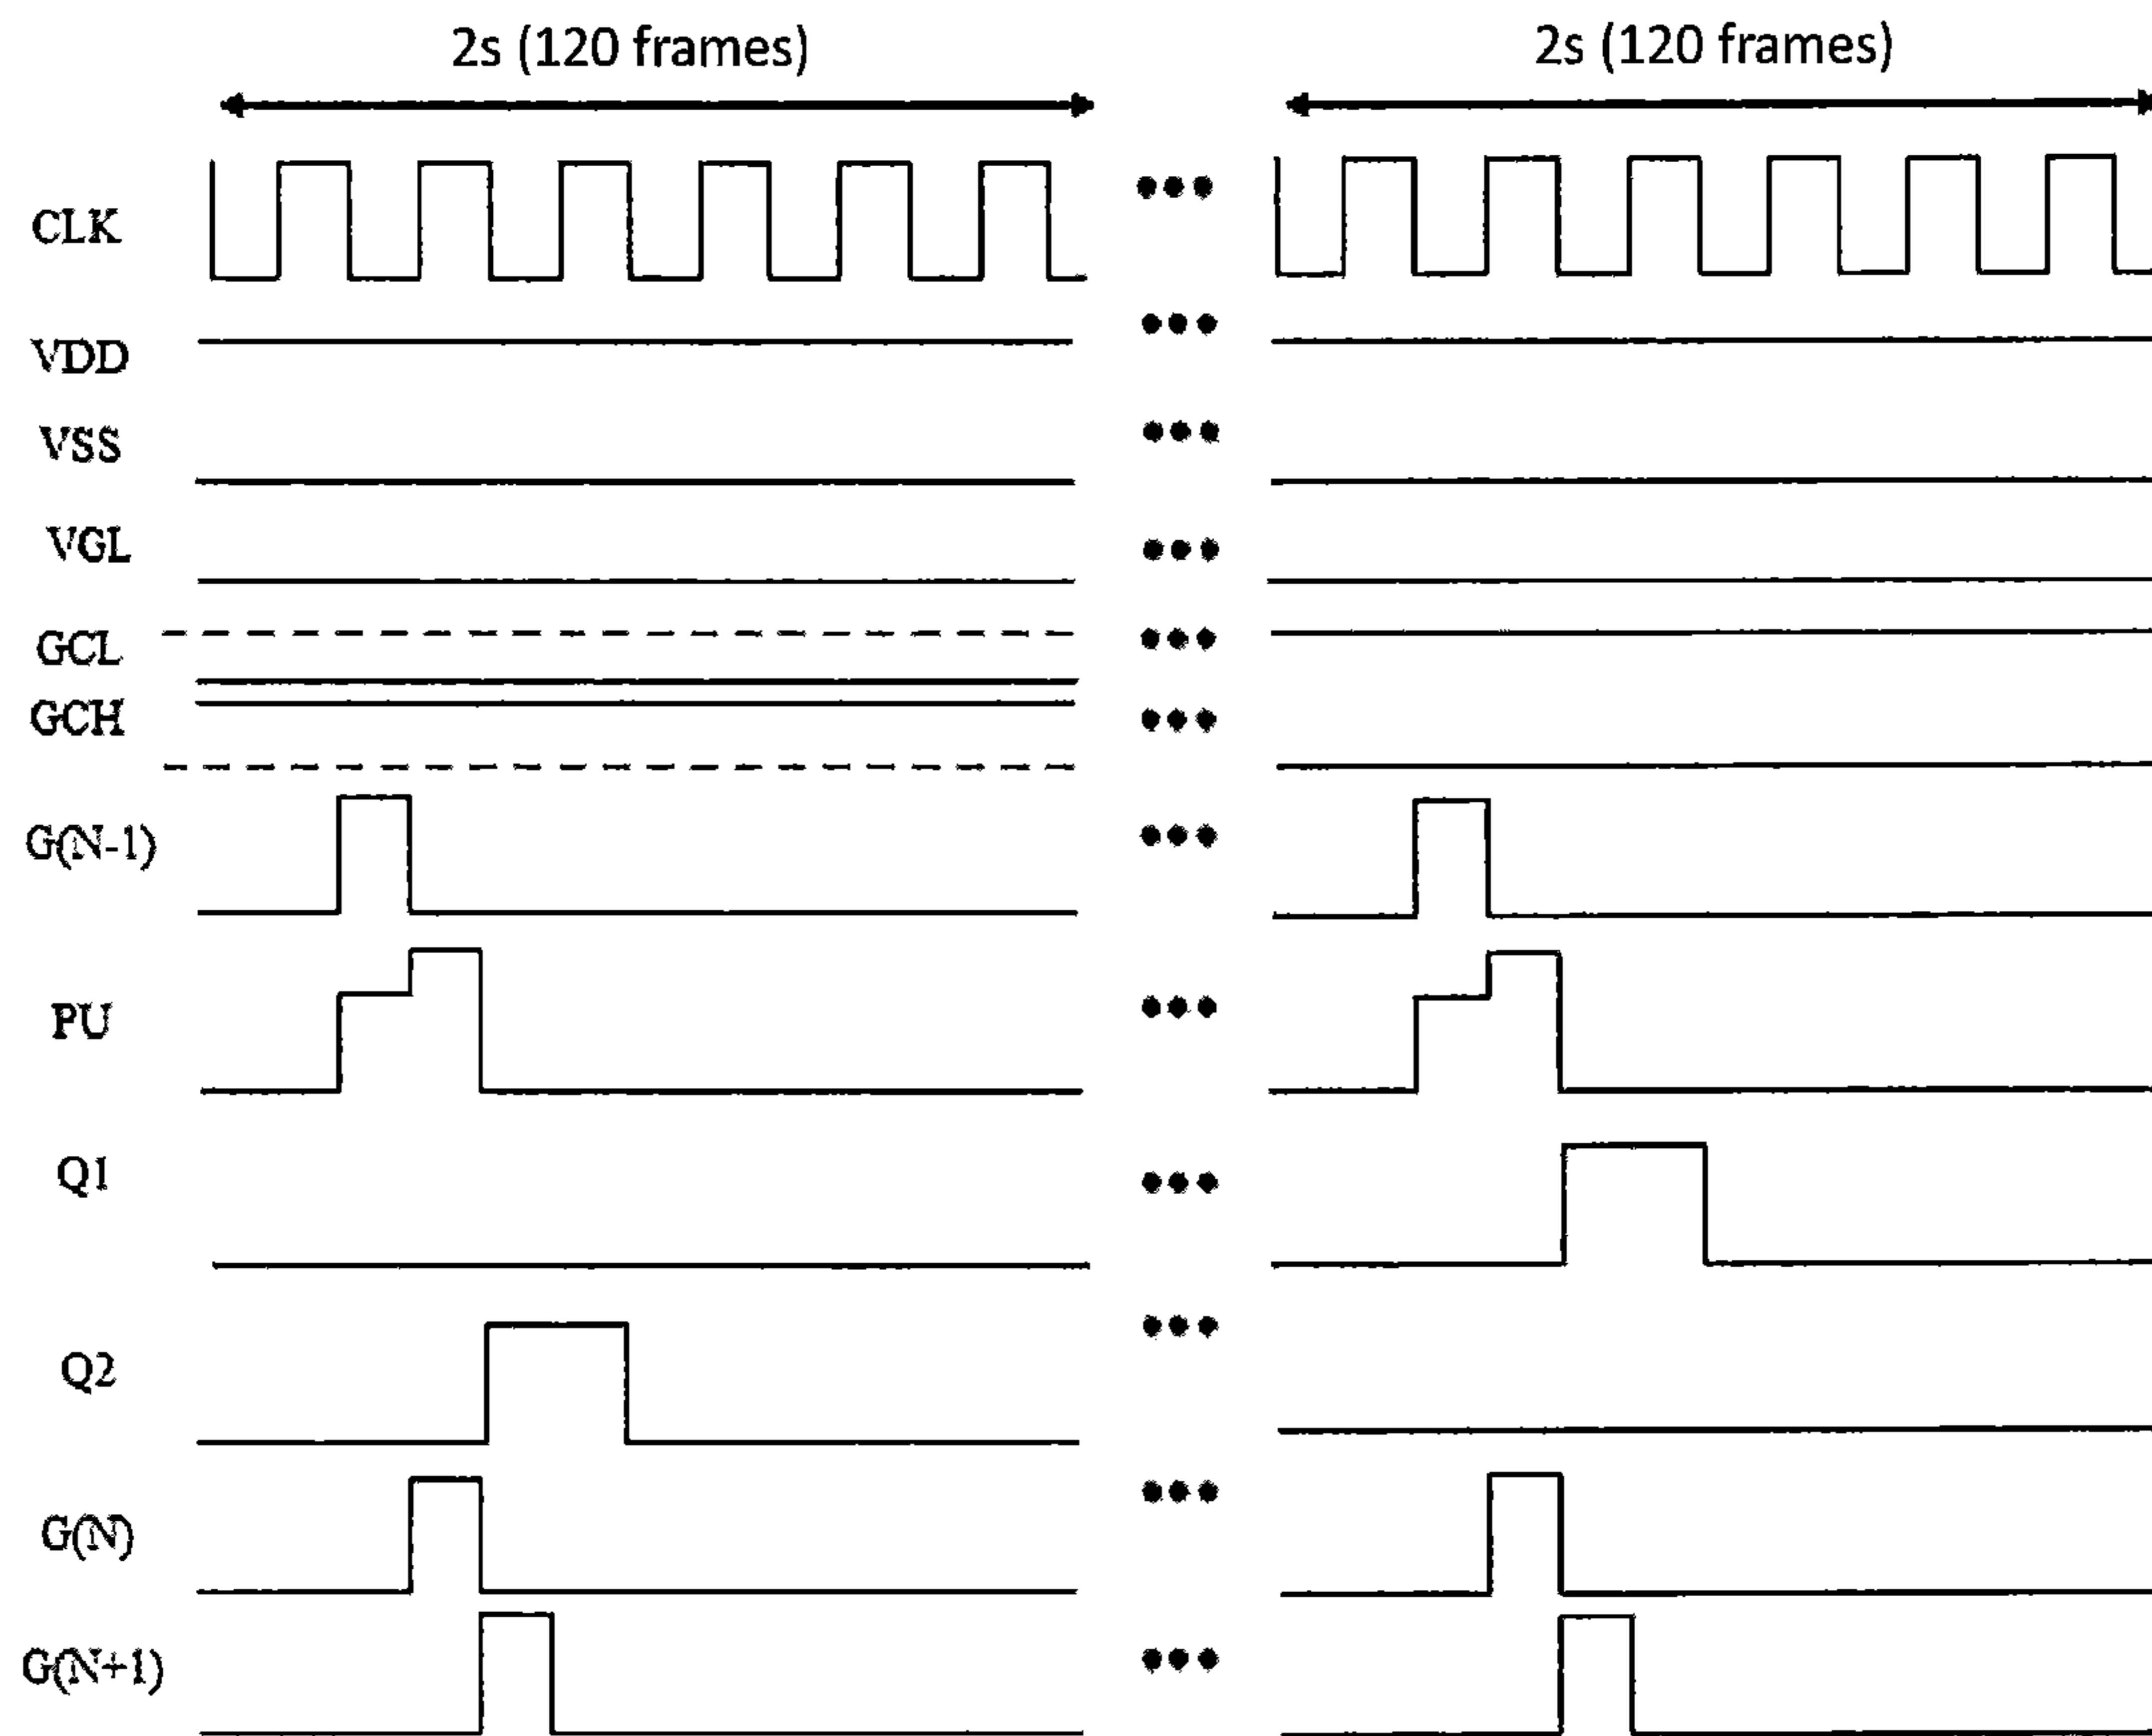 2s (120 frames) 2s (120 frames)
CLK
VDD
VSS
VGL
GCL
GCH
G(N-1)
PU
Q1
Q2
G(N)
G(N+1)